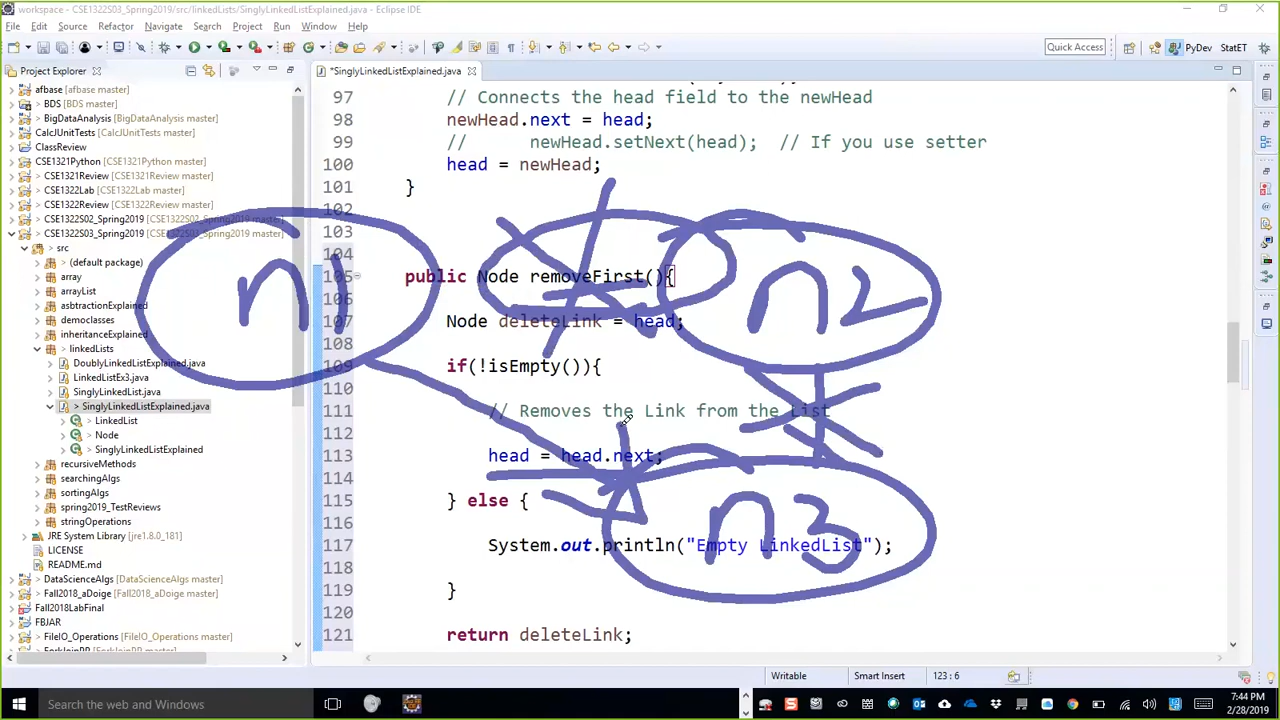 workspace - CSE1322S_Spring2019/src/linkedLists/SinglyLinkedListExplained.java - Eclipse IDE
File Edit Source Refactor Navigate Search Project Run Window Help
Quick Access
PyDev
StatET
Project Explorer
afbase [afbase master]
BDS [BDS master]
BigDataAnalysis [BigDataAnalysis master]
CalcJUnitTests [CalcJUnitTests master]
ClassReview
CSE1321Python [CSE1321Python master]
CSE1321Review [CSE1321Review master]
CSE1322Lab [CSE1322Lab master]
CSE1322Review [CSE1322Review master]
CSE1322S02_Spring2019 [CSE1322S02_Spring2019 master]
CSE1322S03_Spring2019 [CSE1322S03_Spring2019 master]
src
(default package)
array
arrayList
asbtractionExplained
democlasses
inheritanceExplained
linkedLists
DoublyLinkedListExplained.java
LinkedListEx3.java
SinglyLinkedList.java
> SinglyLinkedListExplained.java
LinkedList
Node
SinglyLinkedListExplained
recursiveMethods
searchingAlgs
sortingAlgs
spring2019_TestReviews
stringOperations
JRE System Library [jre1.8.0_181]
LICENSE
README.md
DataScienceAlgs [DataScienceAlgs master]
Fall2018_aDoige [Fall2018_aDoige master]
Fall2018LabFinal
FBJAR
FileIO_Operations [FileIO_Operations master]
*SinglyLinkedListExplained.java
97 // Connects the head field to the newHead
98 newHead.next = head;
99 // newHead.setNext(head); // If you use setter
100 head = newHead;
101 }
102
103
104
105 public Node removeFirst(){
106
107 Node deleteLink = head;
108
109 if(!isEmpty()){
110
111 // Removes the Link from the List
112
113 head = head.next;
114
115 } else {
116
117 System.out.println("Empty LinkedList");
118
119 }
120
121 return deleteLink;
n1
n2
n3
Writable
Smart Insert
123 : 6
Search the web and Windows
7:44 PM
2/28/2019